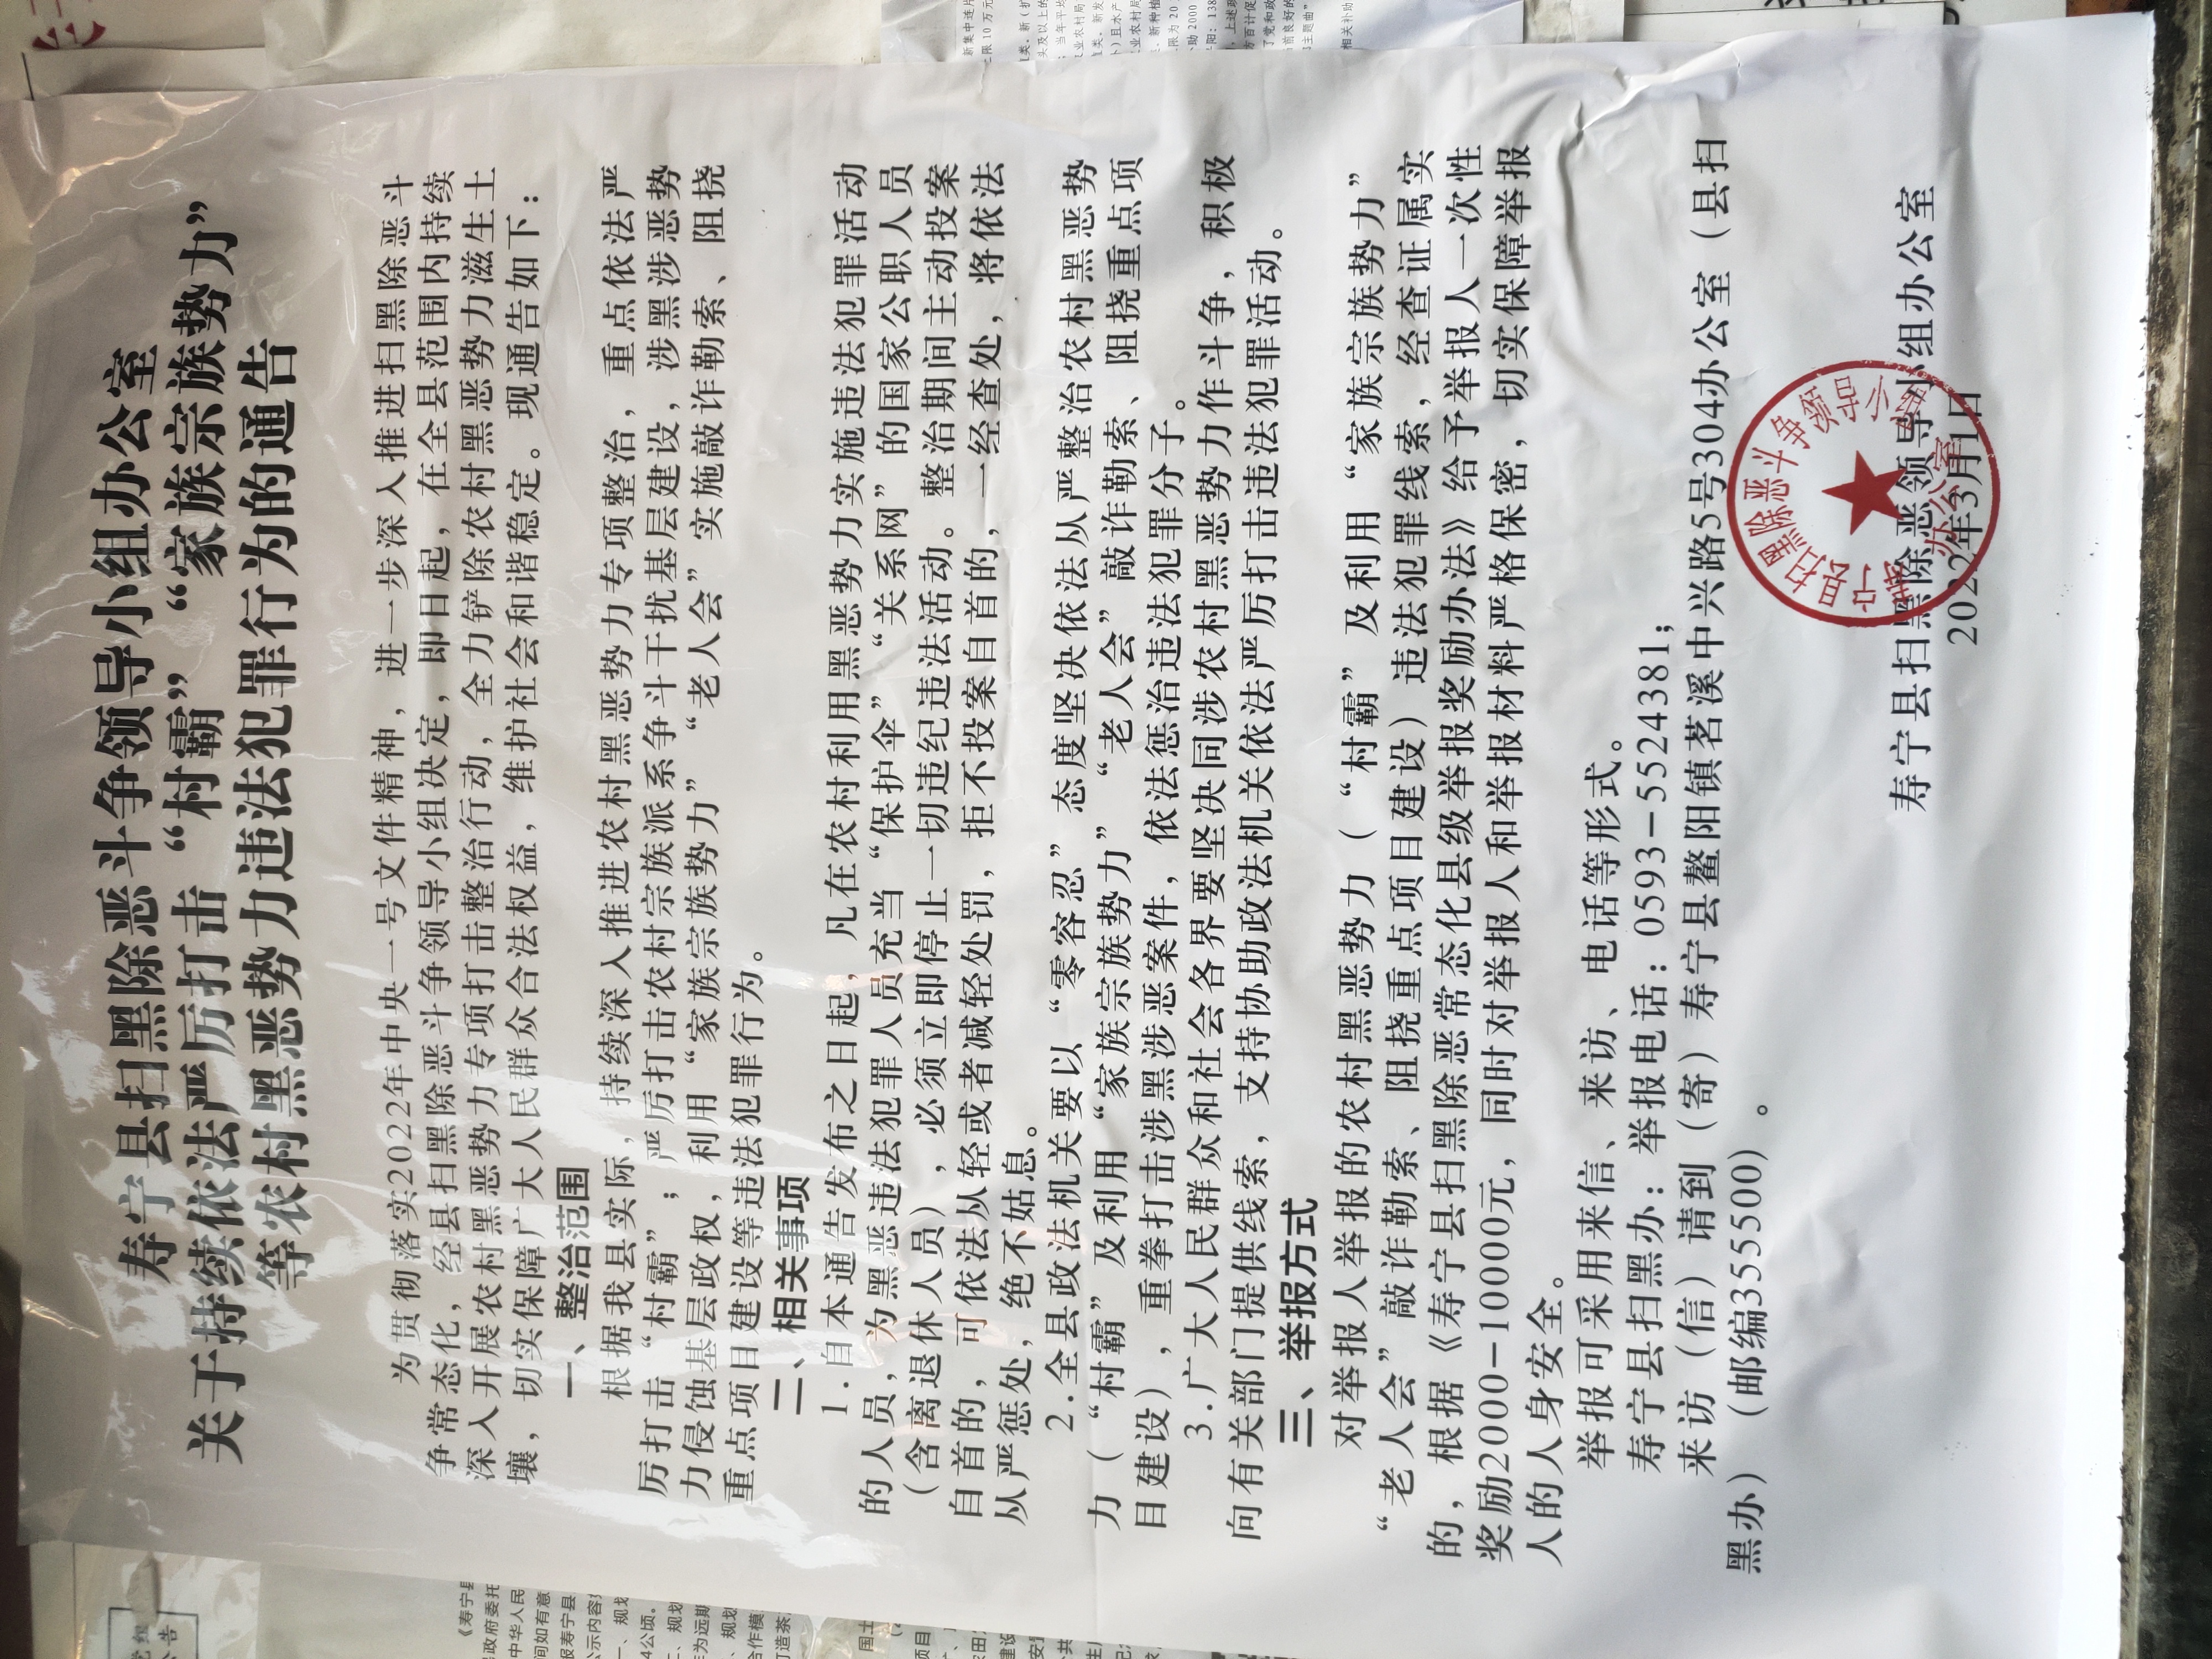 寿宁县扫黑除恶斗争领导小组办公室
关于持续依法严厉打击“村霸”“家族宗族势力”
等农村黑恶势力违法犯罪行为的通告
为贯彻落实2022年中央一号文件精神，进一步深入推进扫黑除恶斗
争常态化，经县扫黑除恶斗争领导小组决定，即日起，在全县范围内持续
深入开展农村黑恶势力专项打击整治行动，全力铲除农村黑恶势力滋生土
壤，切实保障广大人民群众合法权益，维护社会和谐稳定。现通告如下：
一、整治范围
根据我县实际，持续深入推进农村黑恶势力专项整治，重点依法严
厉打击“村霸”；严厉打击农村宗族派系争斗干扰基层建设，涉黑涉恶势
力侵蚀基层政权，利用“家族宗族势力”“老人会”实施敲诈勒索、阻挠
重点项目建设等违法犯罪行为。
二、相关事项
1.自本通告发布之日起，凡在农村利用黑恶势力实施违法犯罪活动
的人员，为黑恶违法犯罪人员充当“保护伞”“关系网”的国家公职人员
（含离退休人员），必须立即停止一切违纪违法活动。整治期间主动投案
自首的，可依法从轻或者减轻处罚，拒不投案自首的，一经查处，将依法
从严惩处，绝不姑息。
2.全县政法机关要以“零容忍”态度坚决依法从严整治农村黑恶势
力（“村霸”及利用“家族宗族势力”“老人会”敲诈勒索、阻挠重点项
目建设），重拳打击涉黑涉恶案件，依法惩治违法犯罪分子。
3.广大人民群众和社会各界要坚决同涉农村黑恶势力作斗争，积极
向有关部门提供线索，支持协助政法机关依法严厉打击违法犯罪活动。
三、举报方式
对举报人举报的农村黑恶势力（“村霸”及利用“家族宗族势力”
“老人会”敲诈勒索、阻挠重点项目建设）违法犯罪线索，经查证属实
的，根据《寿宁县扫黑除恶常态化县级举报奖励办法》给予举报人一次性
奖励2000-10000元，同时对举报人和举报材料严格保密，切实保障举报
人的人身安全。
举报可采用来信、来访、电话等形式。
寿宁县扫黑办：举报电话：0593-5524381；
来访（信）请到（寄）寿宁县鳌阳镇茗溪中兴路5号304办公室（县扫
黑办）（邮编355500）。
寿宁县扫黑除恶领导小组办公室
2022年3月1日